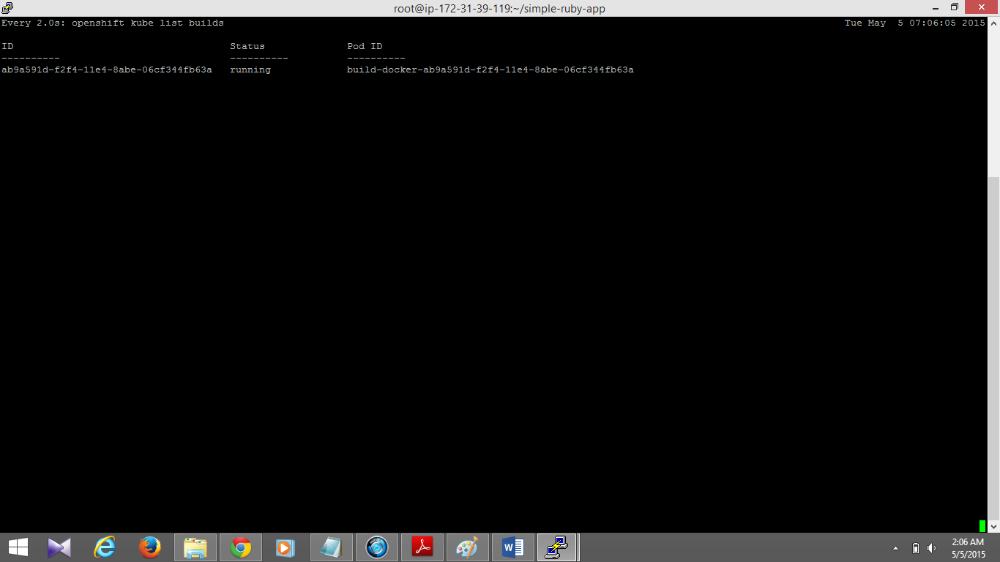 root@ip-172-31-39-119:~/simple-ruby-app
Every 2.0s: openshift kube list builds Tue May  5 07:06:05 2015
ID Status Pod ID
---------- ---------- ----------
ab9a591d-f2f4-11e4-8abe-06cf344fb63a running build-docker-ab9a591d-f2f4-11e4-8abe-06cf344fb63a
2:06 AM
5/5/2015